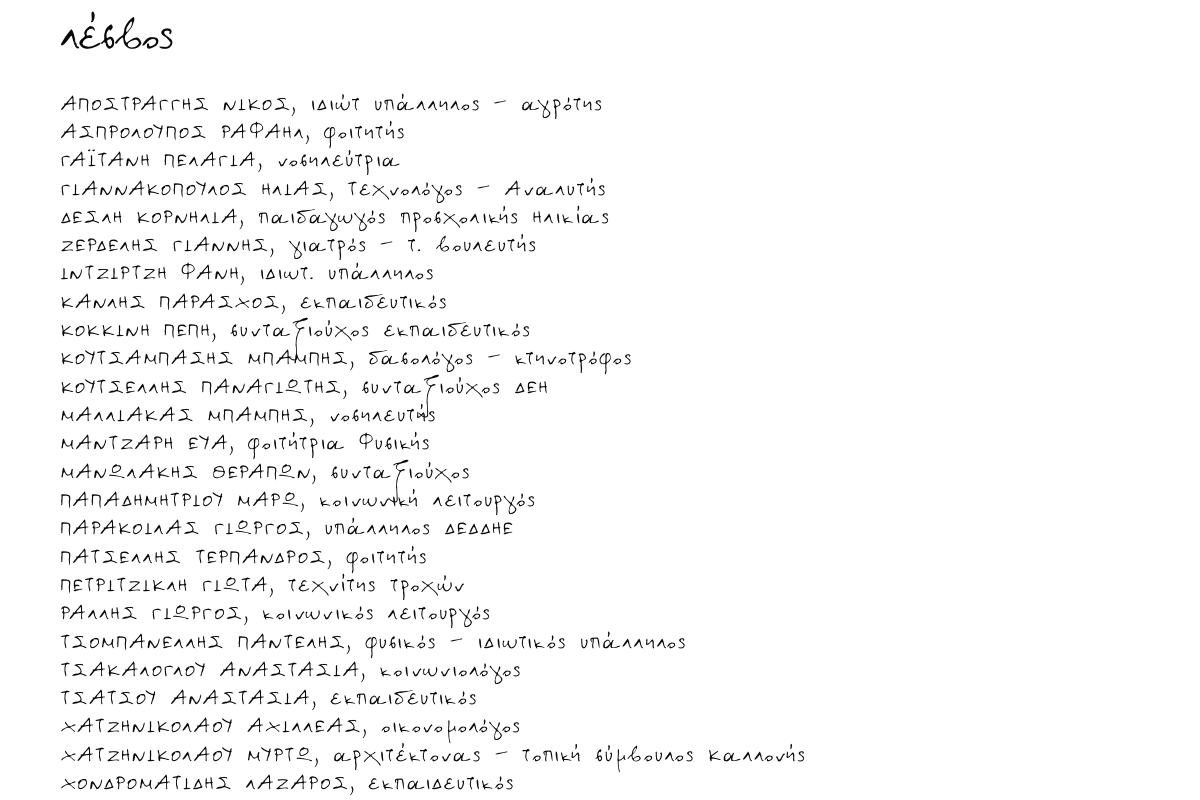 Λέσβος
ΑΠΟΣΤΡΑΓΓΗΣ ΝΙΚΟΣ, ιδιώτ υπάλληλος – αγρότης
ΑΣΠΡΟΛΟΥΠΟΣ ΡΑΦΑΗΛ, φοιτητής
ΓΑΪΤΑΝΗ ΠΕΛΑΓΙΑ, νοσηλεύτρια
ΓΙΑΝΝΑΚΟΠΟΥΛΟΣ ΗΛΙΑΣ, Τεχνολόγος – Αναλυτής
ΔΕΣΛΗ ΚΟΡΝΗΛΙΑ, παιδαγωγός προσχολικής ηλικίας
ΖΕΡΔΕΛΗΣ ΓΙΑΝΝΗΣ, γιατρός – τ. βουλευτής
ΙΝΤΖΙΡΤΖΗ ΦΑΝΗ, ιδιωτ. υπάλληλος
ΚΑΝΛΗΣ ΠΑΡΑΣΧΟΣ, εκπαιδευτικός
ΚΟΚΚΙΝΗ ΠΕΠΗ, συνταξιούχος εκπαιδευτικός
ΚΟΥΤΣΑΜΠΑΣΗΣ ΜΠΑΜΠΗΣ, δασολόγος – κτηνοτρόφος
ΚΟΥΤΣΕΛΛΗΣ ΠΑΝΑΓΙΩΤΗΣ, συνταξιούχος ΔΕΗ
ΜΑΛΛΙΑΚΑΣ ΜΠΑΜΠΗΣ, νοσηλευτής
ΜΑΝΤΖΑΡΗ ΕΥΑ, φοιτήτρια Φυσικής
ΜΑΝΩΛΑΚΗΣ ΘΕΡΑΠΩΝ, συνταξιούχος
ΠΑΠΑΔΗΜΗΤΡΙΟΥ ΜΑΡΩ, κοινωνική λειτουργός
ΠΑΡΑΚΟΙΛΑΣ ΓΙΩΡΓΟΣ, υπάλληλος ΔΕΔΔΗΕ
ΠΑΤΣΕΛΛΗΣ ΤΕΡΠΑΝΔΡΟΣ, φοιτητής
ΠΕΤΡΙΤΖΙΚΛΗ ΓΙΩΤΑ, τεχνίτης τροχών
ΡΑΛΛΗΣ ΓΙΩΡΓΟΣ, κοινωνικός λειτουργός
ΤΣΟΜΠΑΝΕΛΛΗΣ ΠΑΝΤΕΛΗΣ, φυσικός – ιδιωτικός υπάλληλος
ΤΣΑΚΑΛΟΓΛΟΥ ΑΝΑΣΤΑΣΙΑ, κοινωνιολόγος
ΤΣΑΤΣΟΥ ΑΝΑΣΤΑΣΙΑ, εκπαιδευτικός
ΧΑΤΖΗΝΙΚΟΛΑΟΥ ΑΧΙΛΛΕΑΣ, οικονομολόγος
ΧΑΤΖΗΝΙΚΟΛΑΟΥ ΜΥΡΤΩ, αρχιτέκτονας – τοπική σύμβουλος Καλλονής
ΧΟΝΔΡΟΜΑΤΙΔΗΣ ΛΑΖΑΡΟΣ, εκπαιδευτικός